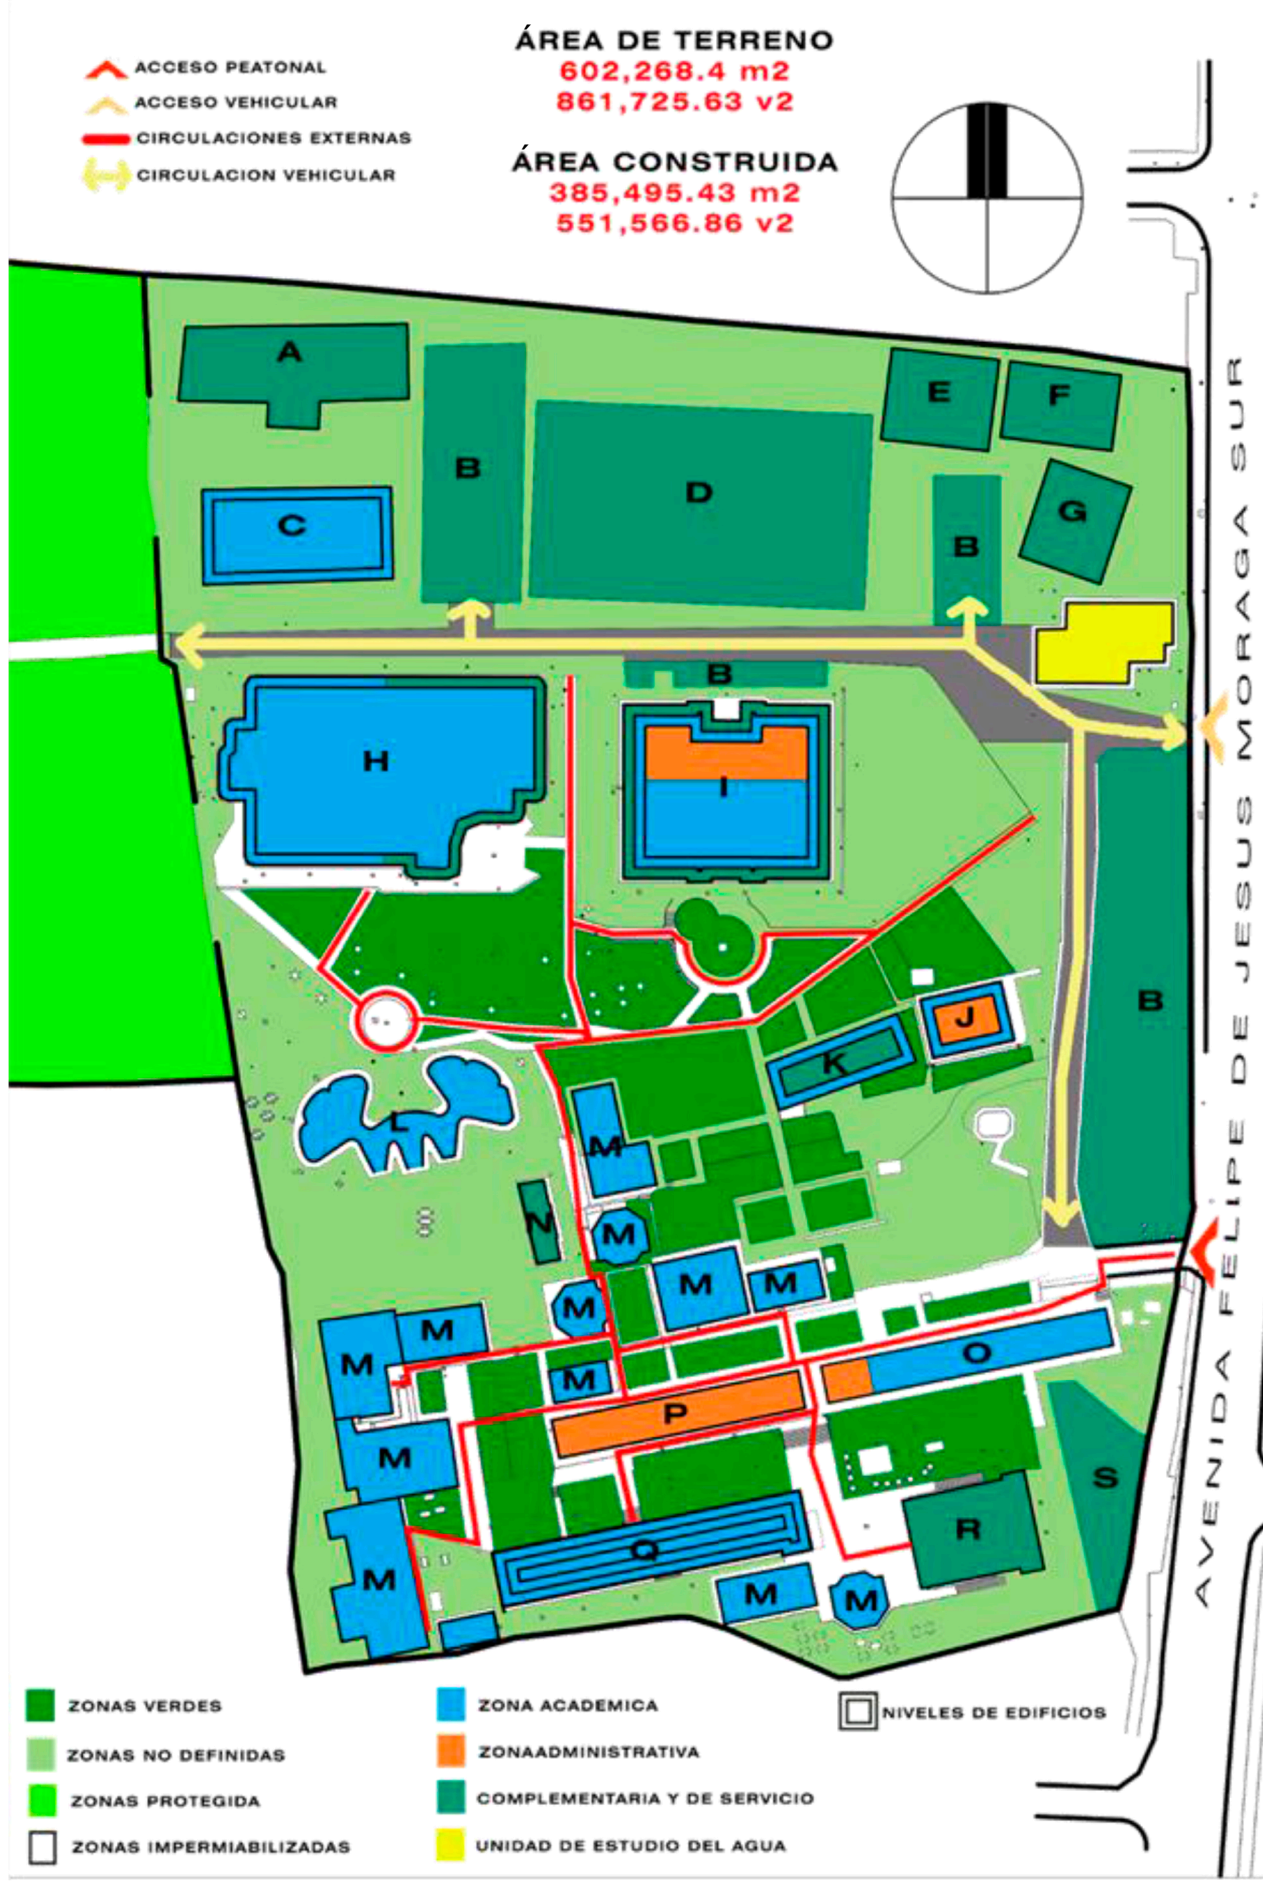 ÁREA DE TERRENO
602,268.4 m2
861,725.63 v2
ÁREA CONSTRUIDA
385,495.43 m2
551,566.86 v2
ACCESO PEATONAL
ACCESO VEHICULAR
CIRCULACIONES EXTERNAS
CIRCULACION VEHICULAR
A
B
C
D
E
F
G
B
B
H
I
B
J
K
L
M
N
M
M
M
M
M
M
M
M
O
P
M
S
R
Q
M
M
M
AVENIDA FELIPE DE JESUS MORAGA SUR
ZONAS VERDES
ZONAS NO DEFINIDAS
ZONAS PROTEGIDA
ZONAS IMPERMIABILIZADAS
ZONA ACADEMICA
ZONAADMINISTRATIVA
COMPLEMENTARIA Y DE SERVICIO
UNIDAD DE ESTUDIO DEL AGUA
NIVELES DE EDIFICIOS